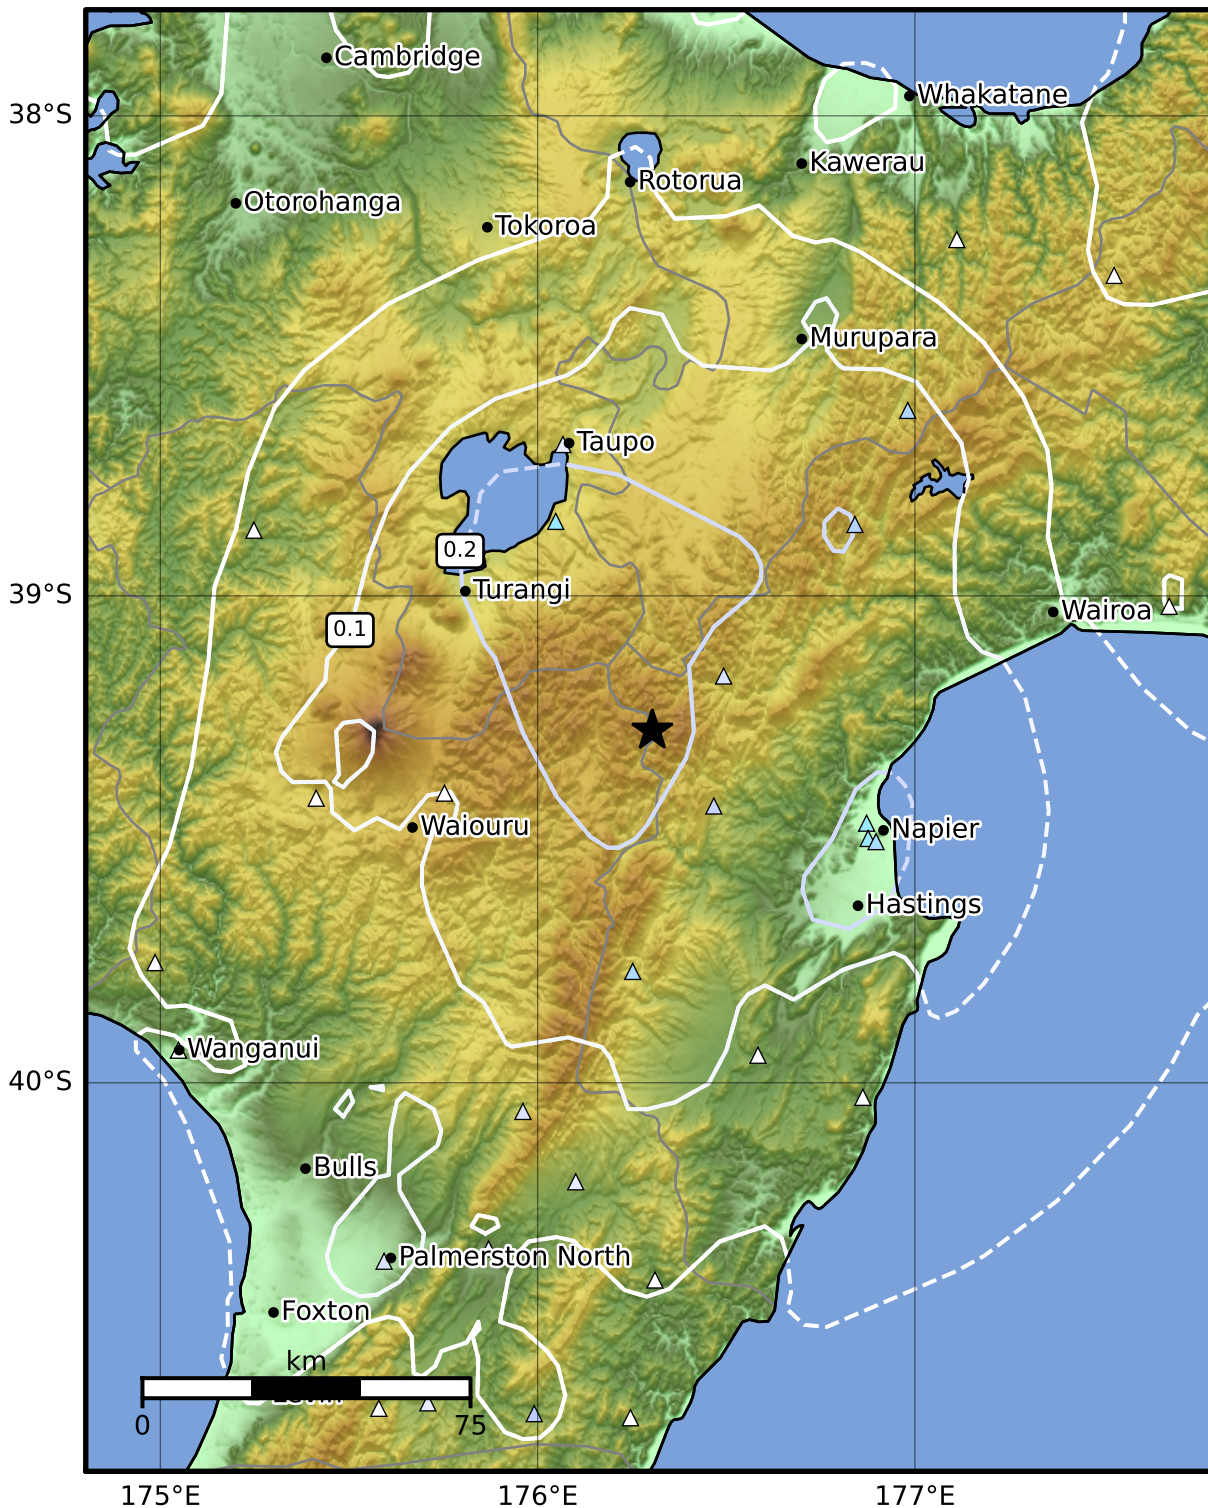 Cambridge
Whakatane
38°S
Kawerau
Rotorua
Otorohanga
Tokoroa
Murupara
Taupo
0.2
Turangi
39°S
Wairoa
0.1
Waiouru
Napier
Hastings
Wanganui
40°S
Bulls
Palmerston North
Foxton
km
0
75
175°E
176°E
177°E